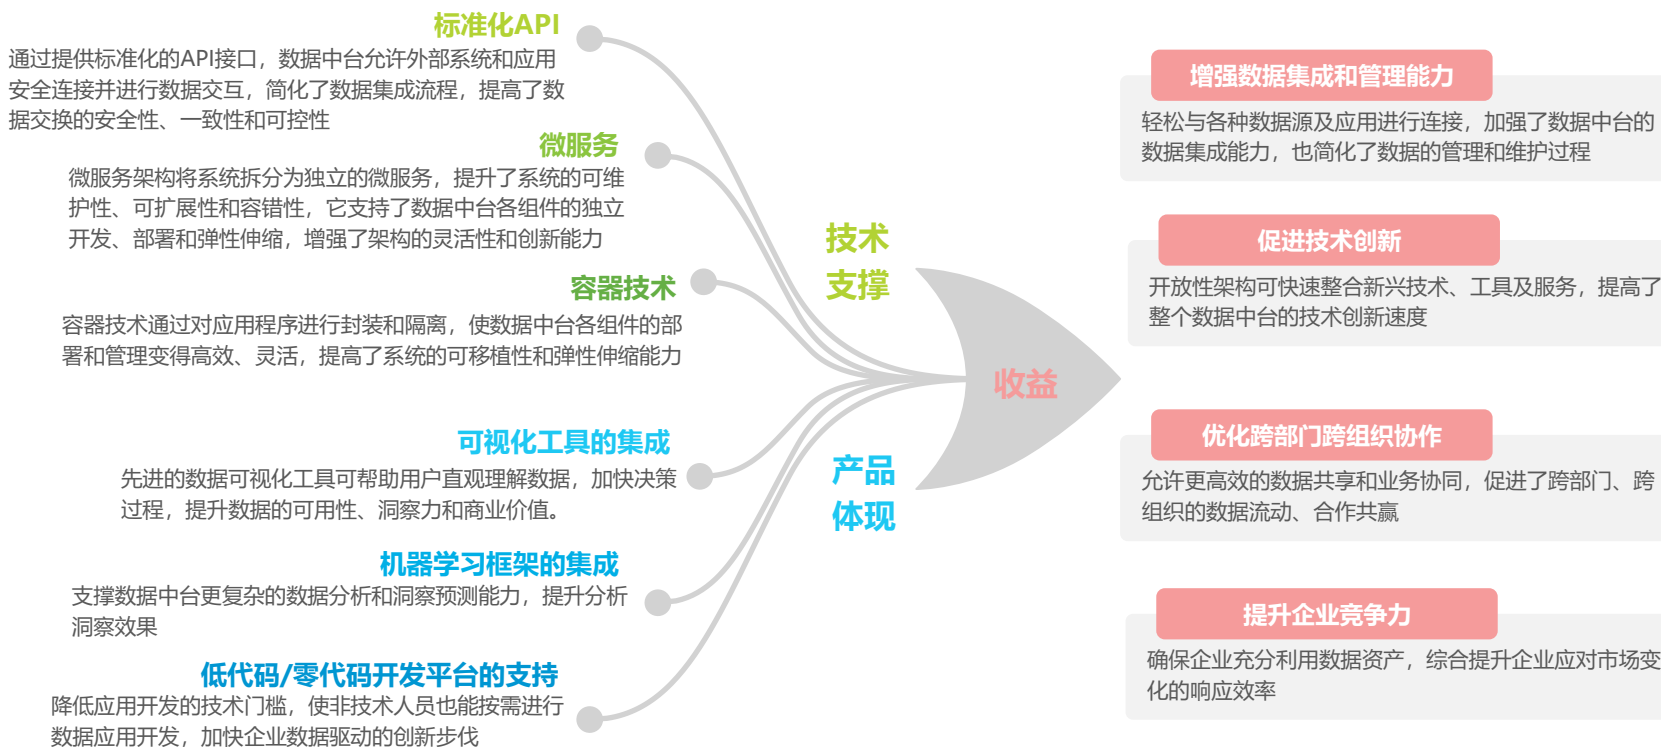 标准化API
通过提供标准化的API接口，数据中台允许外部系统和应用
安全连接并进行数据交互，简化了数据集成流程，提高了数
据交换的安全性、一致性和可控性
微服务
微服务架构将系统拆分为独立的微服务，提升了系统的可维
护性、可扩展性和容错性，它支持了数据中台各组件的独立
开发、部署和弹性伸缩，增强了架构的灵活性和创新能力
容器技术
容器技术通过对应用程序进行封装和隔离，使数据中台各组件的部
署和管理变得高效、灵活，提高了系统的可移植性和弹性伸缩能力
可视化工具的集成
先进的数据可视化工具可帮助用户直观理解数据，加快决策
过程，提升数据的可用性、洞察力和商业价值。
机器学习框架的集成
支撑数据中台更复杂的数据分析和洞察预测能力，提升分析
洞察效果
低代码/零代码开发平台的支持
降低应用开发的技术门槛，使非技术人员也能按需进行
数据应用开发，加快企业数据驱动的创新步伐
技术
支撑
产品
体现
收益
增强数据集成和管理能力
轻松与各种数据源及应用进行连接，加强了数据中台的
数据集成能力，也简化了数据的管理和维护过程
促进技术创新
开放性架构可快速整合新兴技术、工具及服务，提高了
整个数据中台的技术创新速度
优化跨部门跨组织协作
允许更高效的数据共享和业务协同，促进了跨部门、跨
组织的数据流动、合作共赢
提升企业竞争力
确保企业充分利用数据资产，综合提升企业应对市场变
化的响应效率